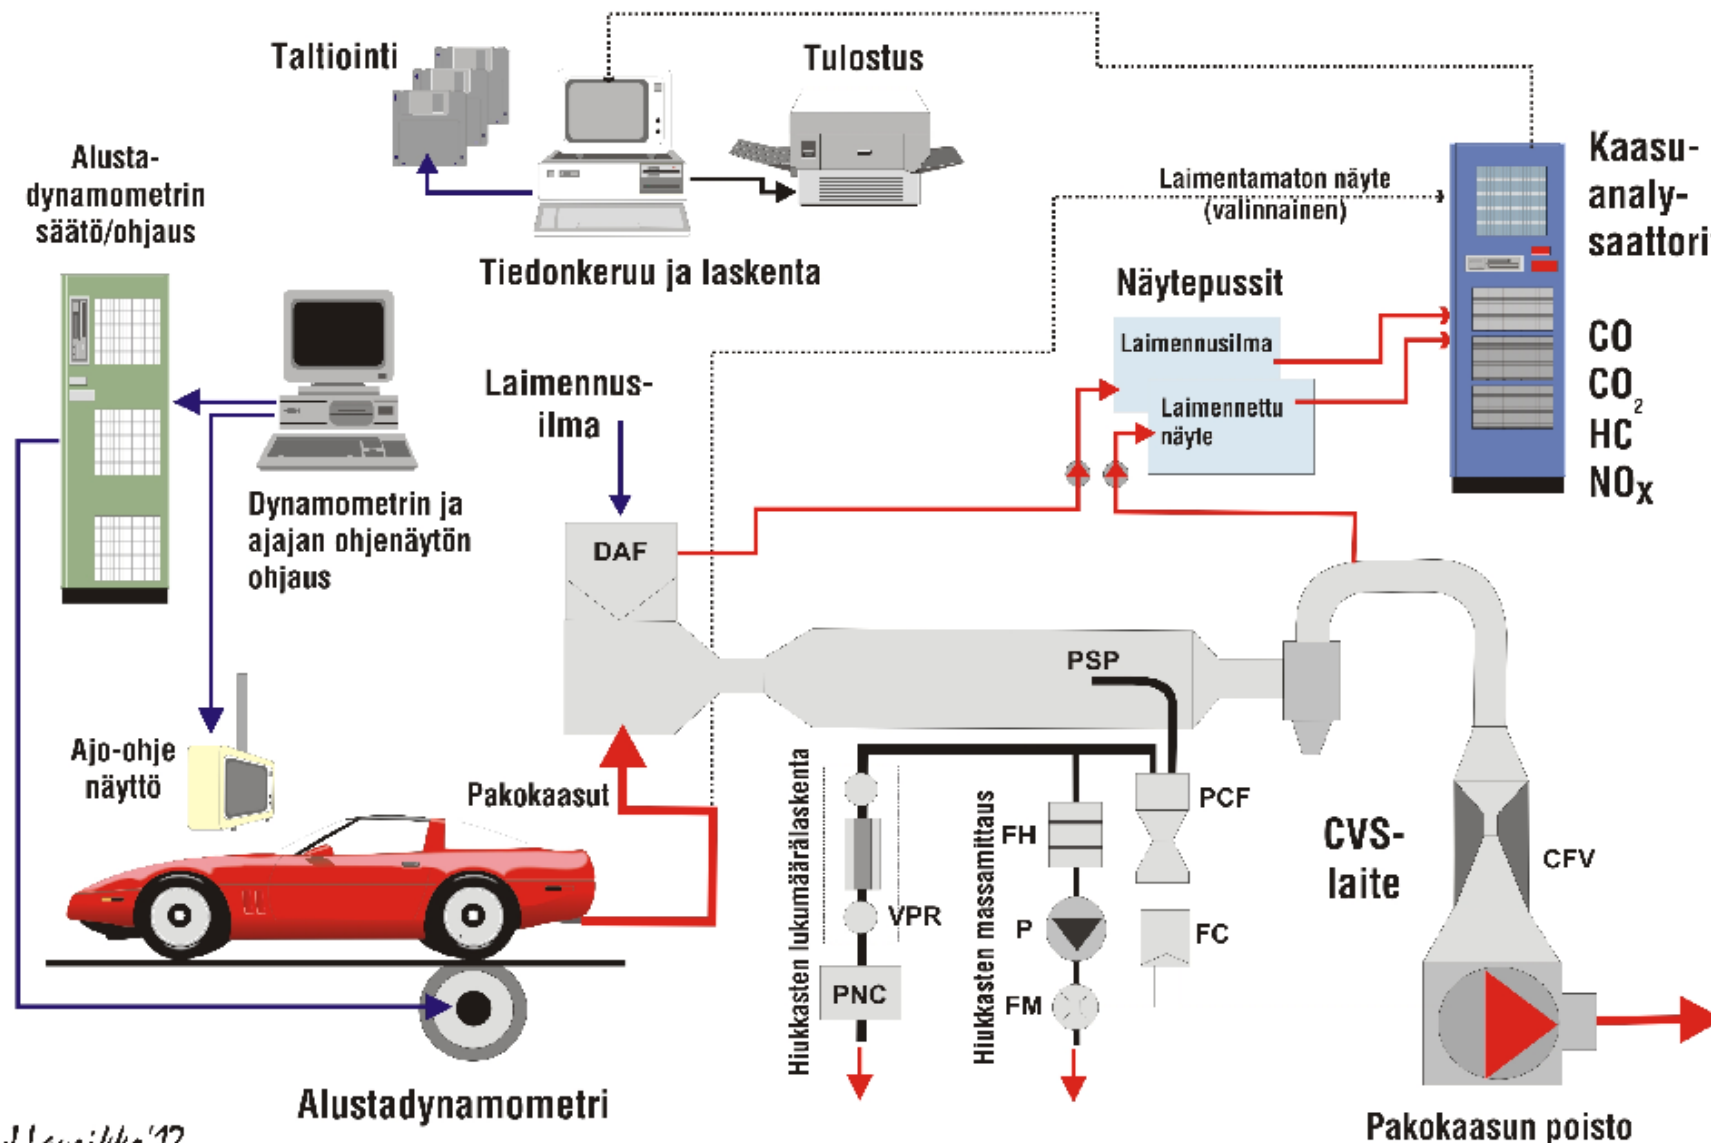 Taltiointi
Tulostus
Alusta-
dynamometrin
säätö/ohjaus
Tiedonkeruu ja laskenta
Laimentamaton näyte
(valinnainen)
Kaasu-
analy-
saattorit
Näytepussit
Laimennusilma
Laimennettu
näyte
CO
CO2
HC
NOx
Laimennus-
ilma
Dynamometrin ja
ajajan ohjenäytön
ohjaus
DAF
PSP
Ajo-ohje
näyttö
Pakokaasut
Hiukkasten lukumäärälaskenta
VPR
PNC
Hiukkasten massamittaus
FH
P
FM
PCF
FC
CVS-
laite
CFV
Alustadynamometri
Pakokaasun poisto